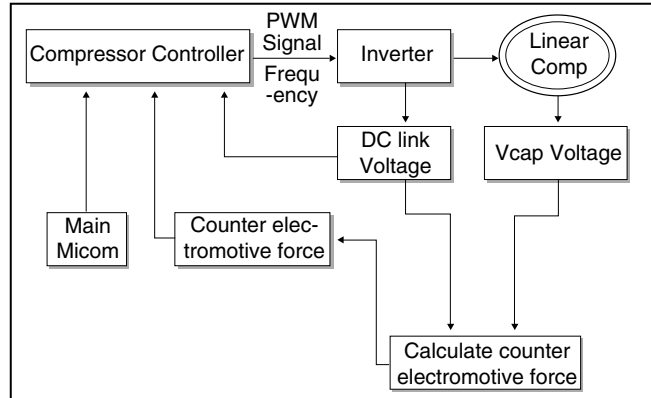 Compressor Controller
PWM
Signal
Frequ
-ency
Inverter
Linear
Comp
DC link
Voltage
Vcap Voltage
Main
Micom
Counter elec-
tromotive force
Calculate counter
electromotive force